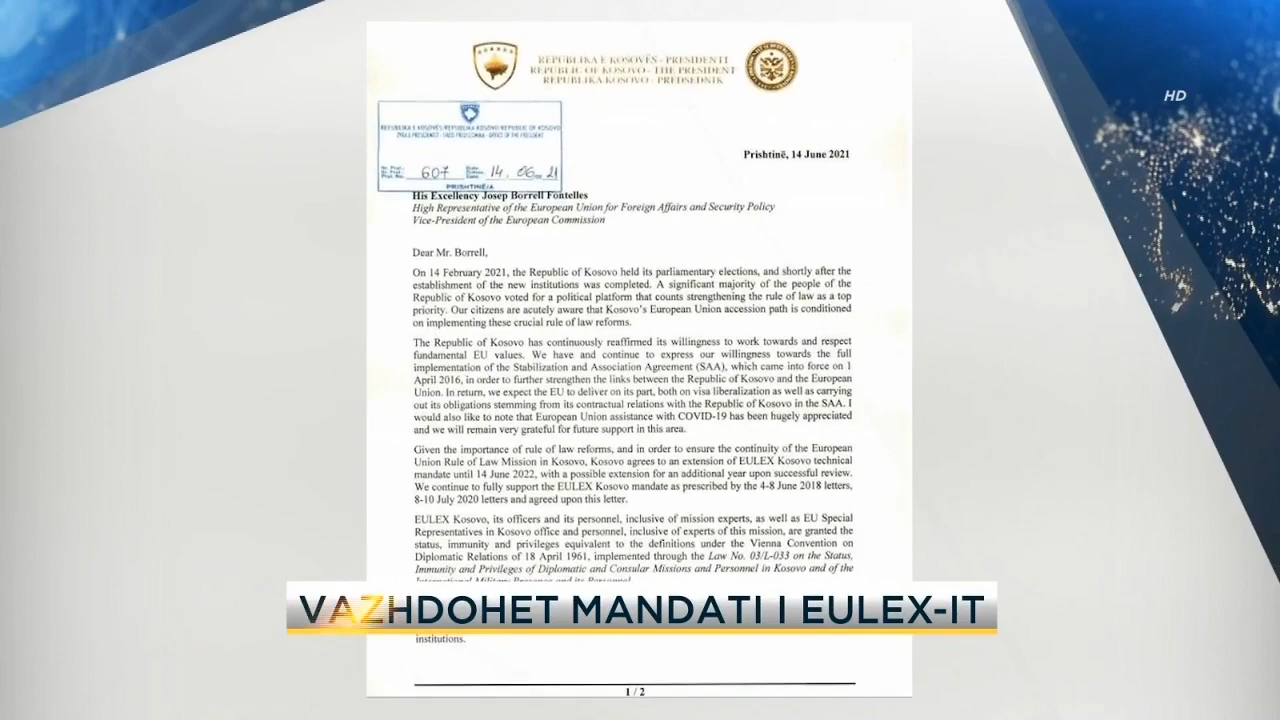 HD
REPUBLIKA E KOSOVËS - PRESIDENTI
REPUBLIC OF KOSOVO - THE PRESIDENT
REPUBLIKA KOSOVO - PREDSEDNIK
REPUBLIKA E KOSOVËS/REPUBLIKA KOSOVO/REPUBLIC OF KOSOVO
607 14. 06. 21
PRISHTINË/A
Prishtinë, 14 June 2021
His Excellency Josep Borrell Fontelles
High Representative of the European Union for Foreign Affairs and Security Policy
Vice-President of the European Commission
Dear Mr. Borrell,
On 14 February 2021, the Republic of Kosovo held its parliamentary elections, and shortly after the
establishment of the new institutions was completed. A significant majority of the people of the
Republic of Kosovo voted for a political platform that counts strengthening the rule of law as a top
priority. Our citizens are acutely aware that Kosovo's European Union accession path is conditioned
on implementing these crucial rule of law reforms.
The Republic of Kosovo has continuously reaffirmed its willingness to work towards and respect
fundamental EU values. We have and continue to express our willingness towards the full
implementation of the Stabilization and Association Agreement (SAA), which came into force on 1
April 2016, in order to further strengthen the links between the Republic of Kosovo and the European
Union. In return, we expect the EU to deliver on its part, both on visa liberalization as well as carrying
out its obligations stemming from its contractual relations with the Republic of Kosovo in the SAA. I
would also like to note that European Union assistance with COVID-19 has been hugely appreciated
and we will remain very grateful for future support in this area.
Given the importance of rule of law reforms, and in order to ensure the continuity of the European
Union Rule of Law Mission in Kosovo, Kosovo agrees to an extension of EULEX Kosovo technical
mandate until 14 June 2022, with a possible extension for an additional year upon successful review.
We continue to fully support the EULEX Kosovo mandate as prescribed by the 4-8 June 2018 letters,
8-10 July 2020 letters and agreed upon this letter.
EULEX Kosovo, its officers and its personnel, inclusive of mission experts, as well as EU Special
Representatives in Kosovo office and personnel, inclusive of experts of this mission, are granted the
status, immunity and privileges equivalent to the definitions under the Vienna Convention on
Diplomatic Relations of 18 April 1961, implemented through the Law No. 03/L-033 on the Status,
Immunity and Privileges of Diplomatic and Consular Missions and Personnel in Kosovo and of the
International Military Presence and its Personnel
VAZHDOHET MANDATI I EULEX-IT
institutions.
1 / 2